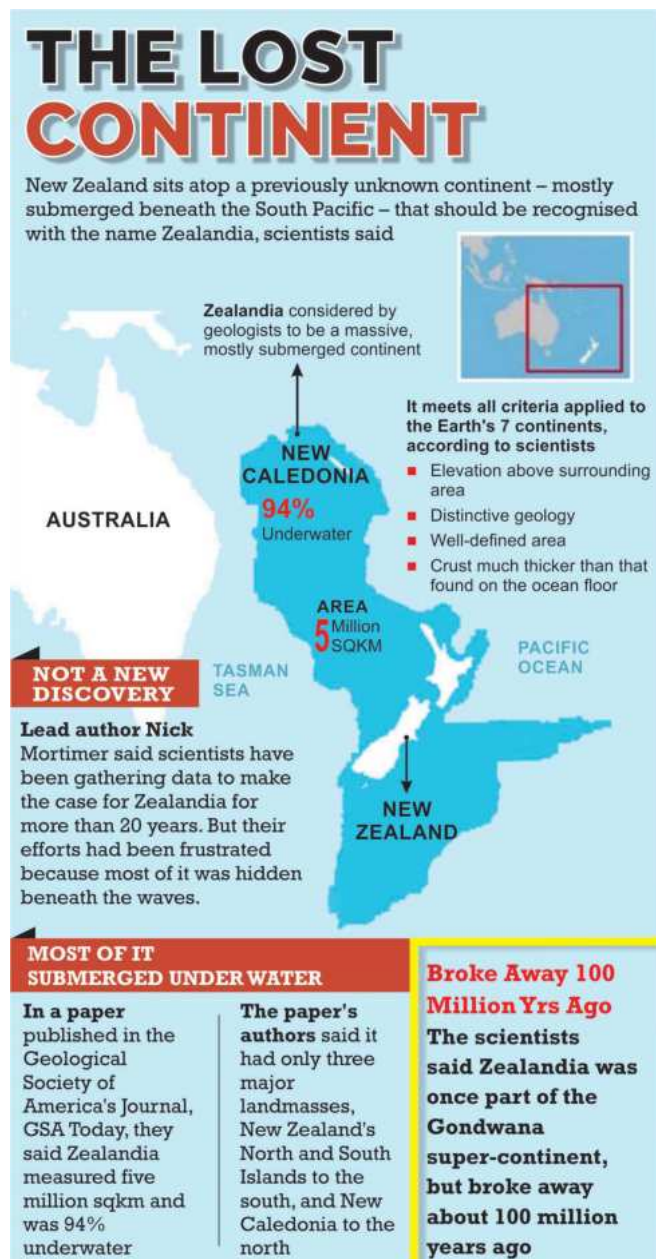 THE LOST
CONTINENT
New Zealand sits atop a previously unknown continent – mostly
submerged beneath the South Pacific – that should be recognised
with the name Zealandia, scientists said
Zealandia considered by
geologists to be a massive,
mostly submerged continent
It meets all criteria applied to
the Earth's 7 continents,
according to scientists
Elevation above surrounding
area
Distinctive geology
Well-defined area
Crust much thicker than that
found on the ocean floor
NEW
CALEDONIA
94%
Underwater
AUSTRALIA
AREA
5 Million
SQKM
TASMAN
SEA
PACIFIC
OCEAN
NEW
ZEALAND
NOT A NEW
DISCOVERY
Lead author Nick
Mortimer said scientists have
been gathering data to make
the case for Zealandia for
more than 20 years. But their
efforts had been frustrated
because most of it was hidden
beneath the waves.
MOST OF IT
SUBMERGED UNDER WATER
In a paper
published in the
Geological
Society of
America's Journal,
GSA Today, they
said Zealandia
measured five
million sqkm and
was 94%
underwater
The paper's
authors said it
had only three
major
landmasses,
New Zealand's
North and South
Islands to the
south, and New
Caledonia to the
north
Broke Away 100
Million Yrs Ago
The scientists
said Zealandia was
once part of the
Gondwana
super-continent,
but broke away
about 100 million
years ago